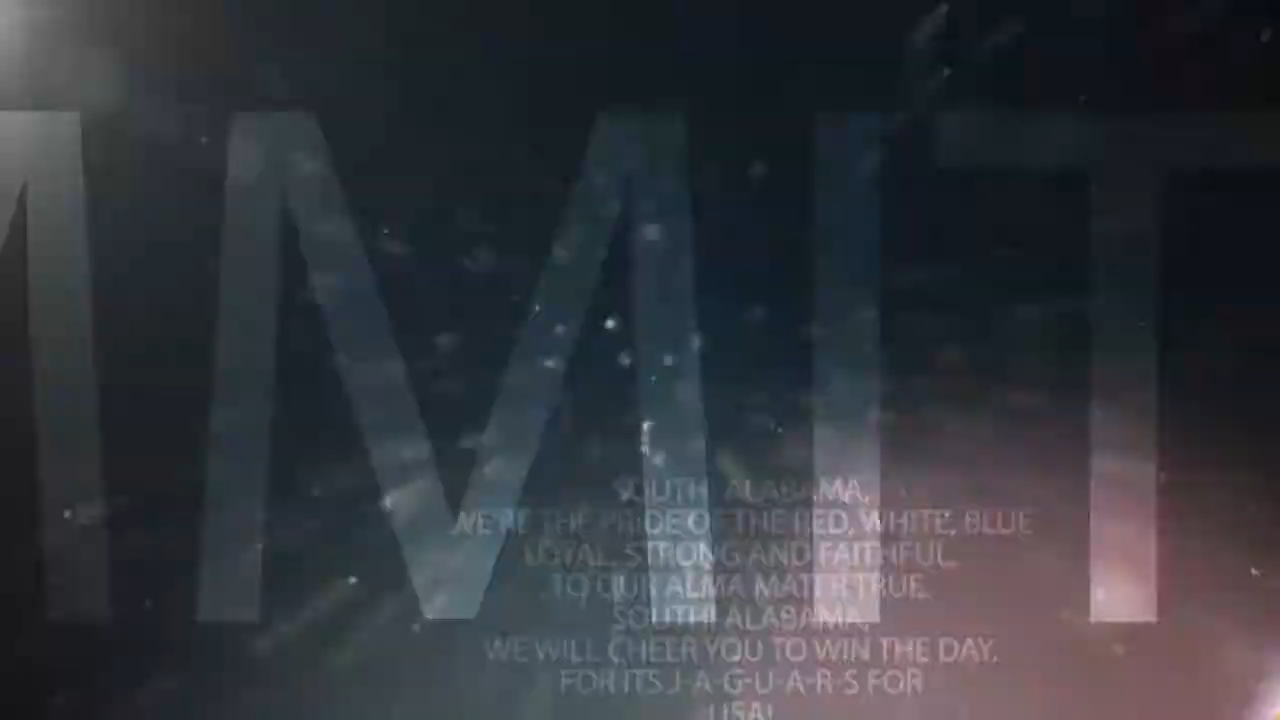 MMIT
SOUTH ALABAMA,
WE'RE THE PRIDE OF THE RED, WHITE, BLUE
LOYAL, STRONG AND FAITHFUL
TO OUR ALMA MATER TRUE.
SOUTH ALABAMA,
WE WILL CHEER YOU TO WIN THE DAY.
FOR ITS J-A-G-U-A-R-S FOR
USA!